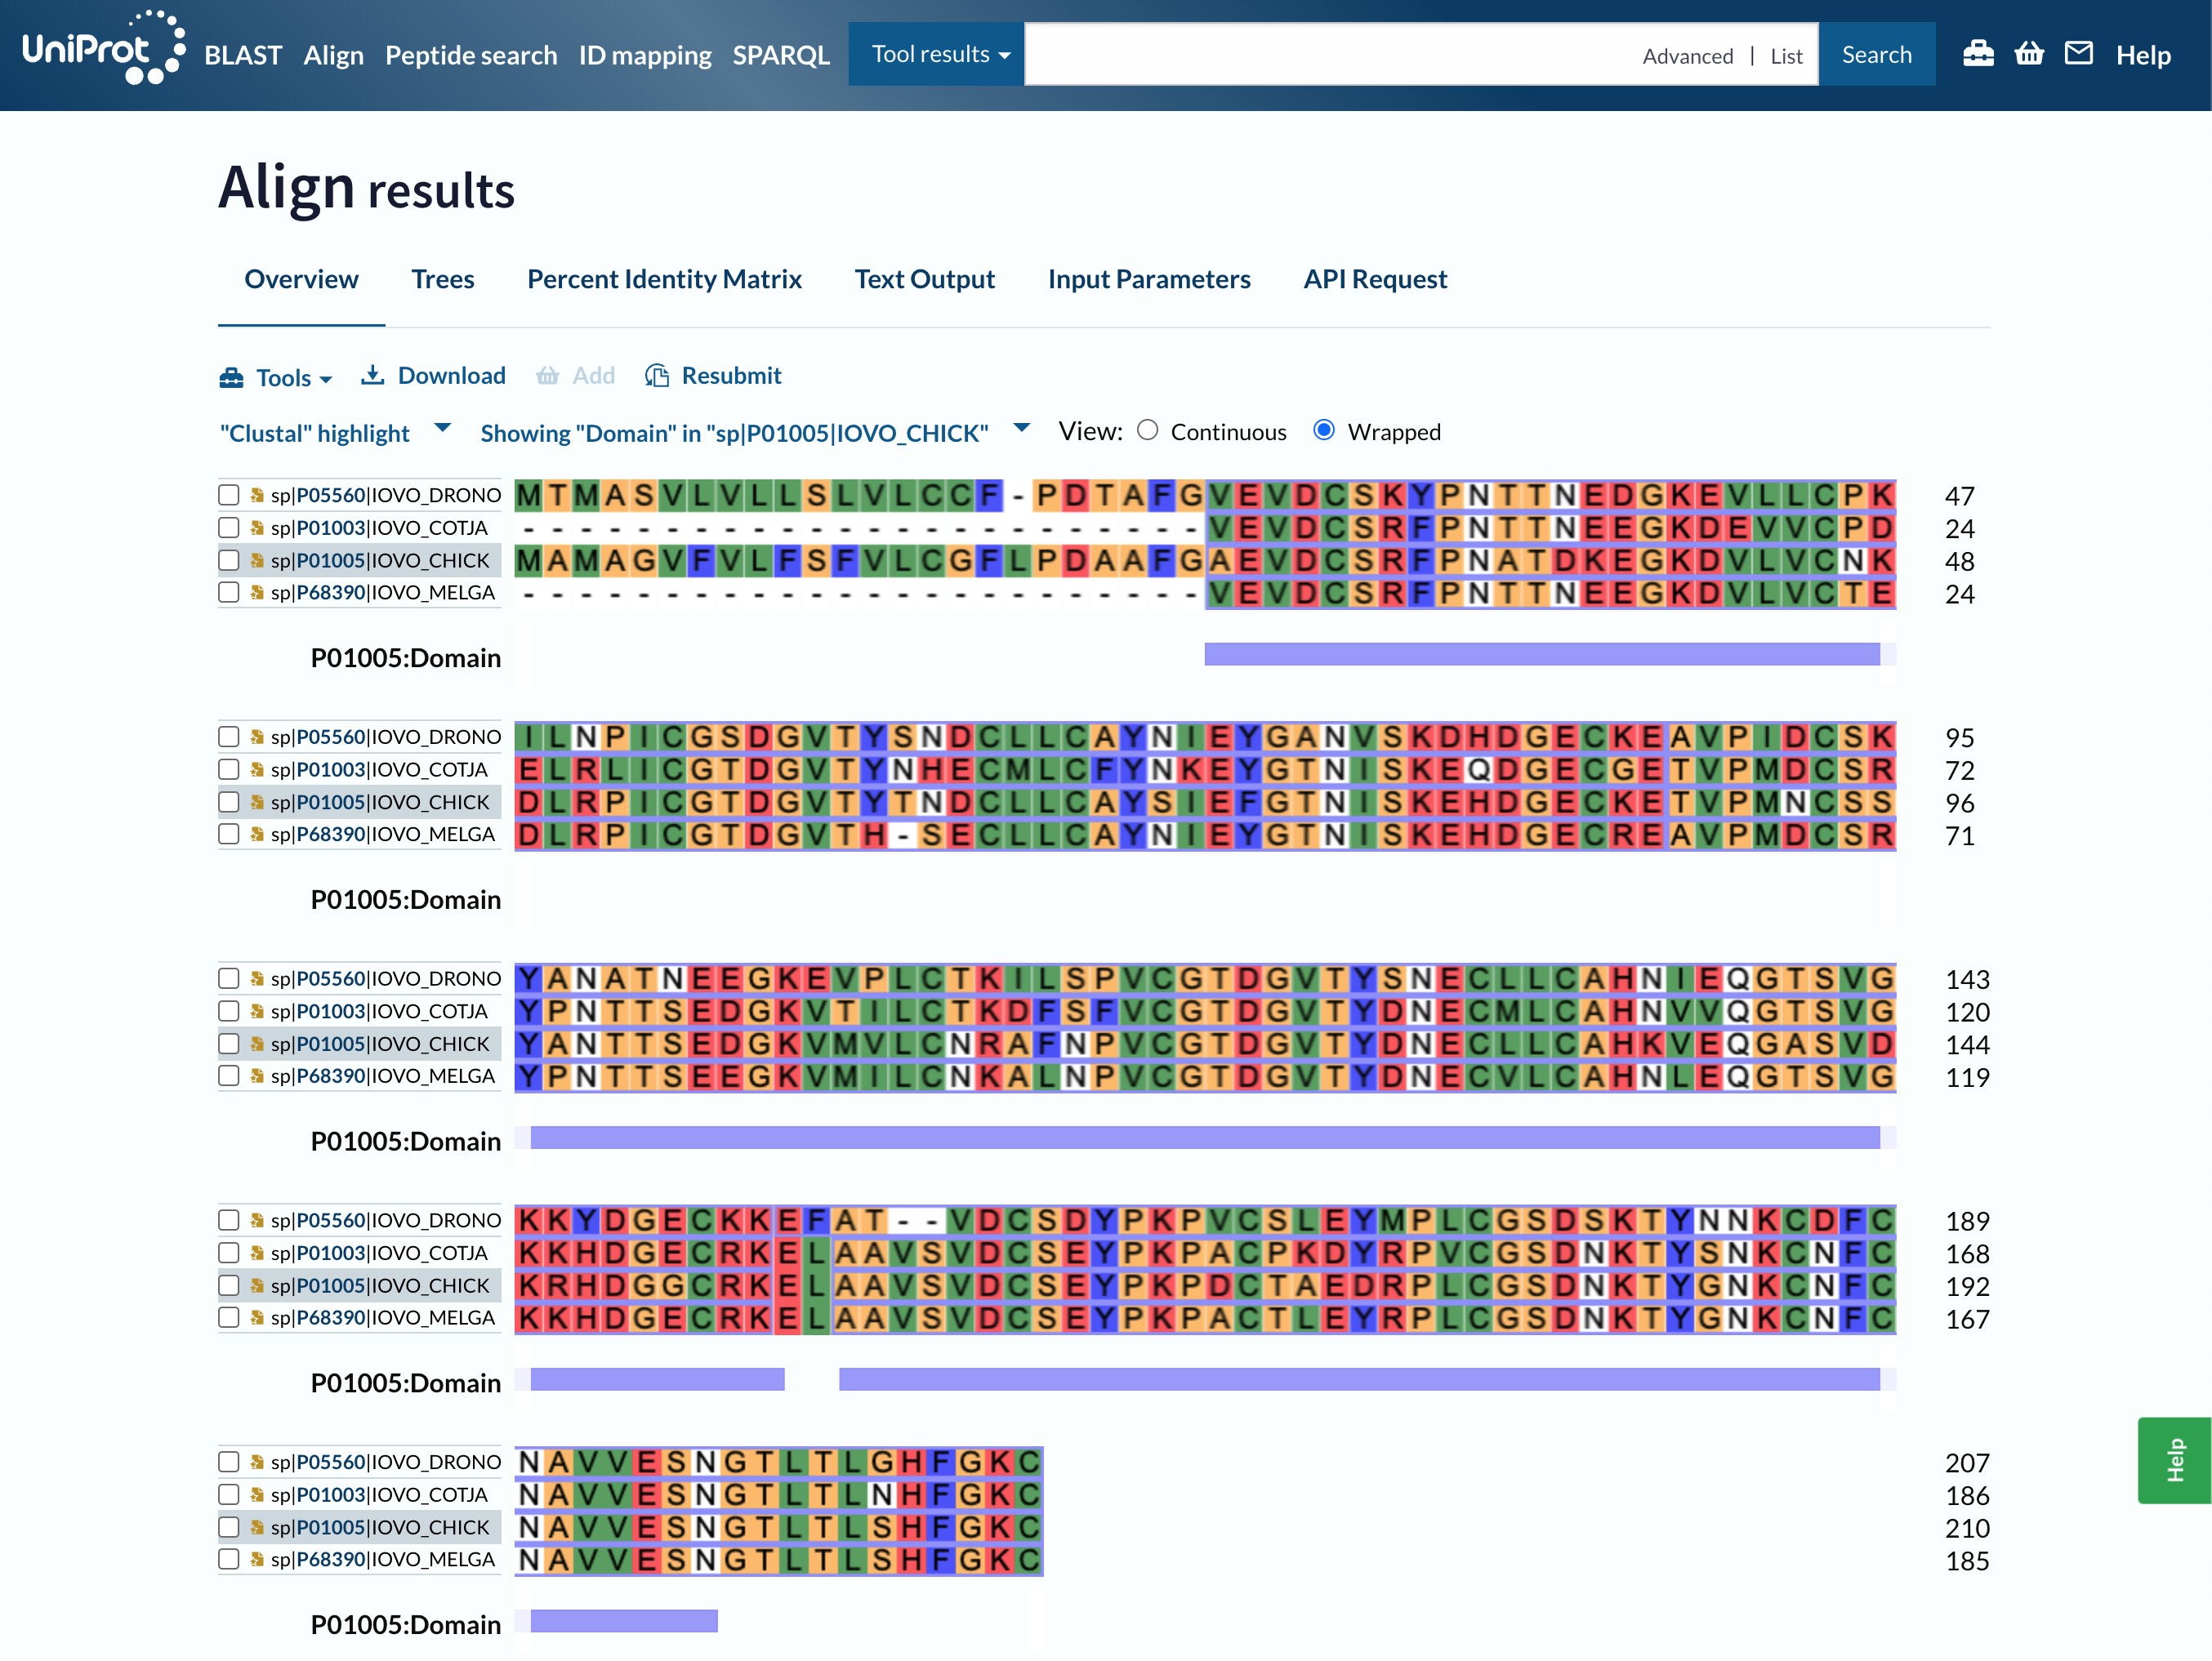 UniProt BLAST Align Peptide search ID mapping SPARQL Tool results Advanced | List Search Help
Align results
Overview Trees Percent Identity Matrix Text Output Input Parameters API Request
Tools Download Add Resubmit
"Clustal" highlight Showing "Domain" in "sp|P01005|IOVO_CHICK" View: Continuous Wrapped
sp|P05560|IOVO_DRONO MTMASVLVLLSLVLCCF-PDTAFGVEVDCSKYPNTTNEDGKEVLLCPK 47
sp|P01003|IOVO_COTJA ------------------------VEVDCSRFPNTTNEEGKDEVVCPD 24
sp|P01005|IOVO_CHICK MAMAGVFVLFSFVLCGFLPDAAFGAEVDCSRFPNATDKEGKDVLVCNK 48
sp|P68390|IOVO_MELGA ------------------------VEVDCSRFPNTTNEEGKDVLVCTE 24
P01005:Domain
sp|P05560|IOVO_DRONO ILNPICGSDGVTYSNDCLLCAYNIEYGANVSKDHDGECKEAVPIDCSK 95
sp|P01003|IOVO_COTJA ELRLICGTDGVTYNHECMLCFYNKEYGTNISKEQDGECGETVPMDCSR 72
sp|P01005|IOVO_CHICK DLRPICGTDGVTYTNDCLLCAYSIEFGTNISKEHDGECKETVPMNCSS 96
sp|P68390|IOVO_MELGA DLRPICGTDGVTH-SECLLCAYNIEYGTNISKEHDGECREAVPMDCSR 71
P01005:Domain
sp|P05560|IOVO_DRONO YANATNEEGKEVPLCTKILSPVCGTDGVTYSNECLLCAHNIEQGTSVG 143
sp|P01003|IOVO_COTJA YPNTTSEDGKVTILCTKDFSFVCGTDGVTYDNECMLCAHNVVQGTSVG 120
sp|P01005|IOVO_CHICK YANTTSEDGKVMVLCNRAFNPVCGTDGVTYDNECLLCAHKVEQGASVD 144
sp|P68390|IOVO_MELGA YPNTTSEEGKVMILCNKALNPVCGTDGVTYDNECVLCAHNLEQGTSVG 119
P01005:Domain
sp|P05560|IOVO_DRONO KKYDGECKKEFAT--VDCSDYPKPVCSLEYMPLCGSDSKTYNNKCDFC 189
sp|P01003|IOVO_COTJA KKHDGECRKELAAVSVDCSEYPKPACPKDYRPVCGSDNKTYSNKCNFC 168
sp|P01005|IOVO_CHICK KRHDGGCRKELAAVSVDCSEYPKPDCTAEDRPLCGSDNKTYGNKCNFC 192
sp|P68390|IOVO_MELGA KKHDGECRKELAAVSVDCSEYPKPACTLEYRPLCGSDNKTYGNKCNFC 167
P01005:Domain
Help
sp|P05560|IOVO_DRONO NAVVESNGTLTLGHFGKC 207
sp|P01003|IOVO_COTJA NAVVESNGTLTLNHFGKC 186
sp|P01005|IOVO_CHICK NAVVESNGTLTLSHFGKC 210
sp|P68390|IOVO_MELGA NAVVESNGTLTLSHFGKC 185
P01005:Domain